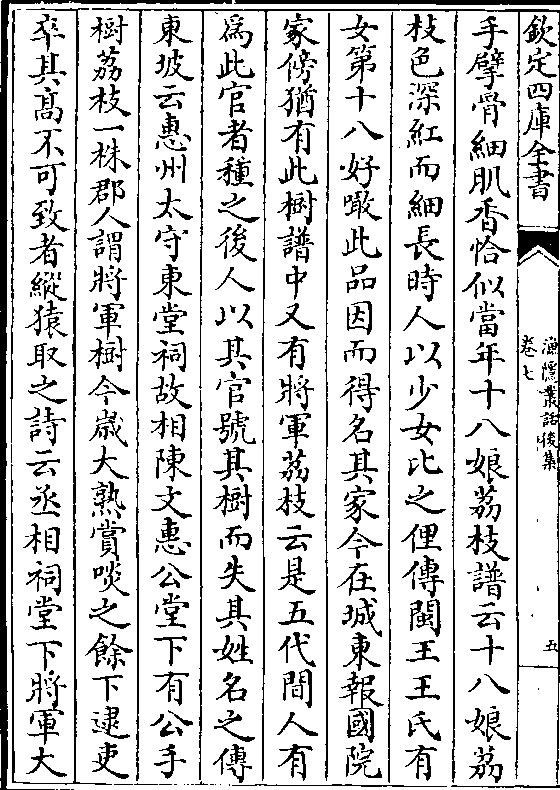 欽定四庫全書
漁隱叢話後集
卷七
五
手擘骨細肌香恰似當年十八娘荔枝譜云十八娘荔
枝色深紅而細長時人以少女比之俚傳閩王王氏有
女第十八好噉此品因而得名其家今在城東報國院
家傍猶有此樹譜中又有將軍荔枝云是五代間人有
爲此官者種之後人以其官號其樹而失其姓名之傳
東坡云惠州太守東堂祠故相陳文惠公堂下有公手
樹荔枝一株郡人謂將軍樹今嵗大熟賞啖之餘下逮吏
卒其髙不可致者縱猿取之詩云丞相祠堂下將軍大